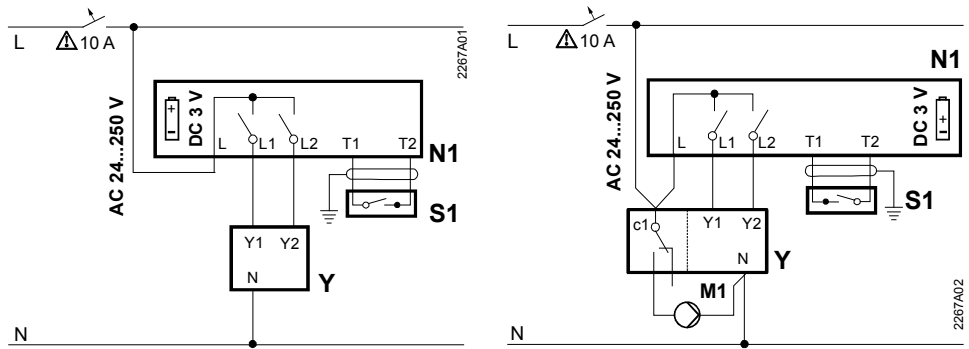 L
10 A
2267A01
AC 24...250 V
+
-
DC 3 V
L
L1
L2
T1
T2
N1
S1
Y1
Y2
N
Y
N
L
10 A
N1
AC 24...250 V
L
L1
L2
T1
T2
DC 3 V
+
-
S1
c1
Y1
Y2
N
Y
M1
2267A02
N